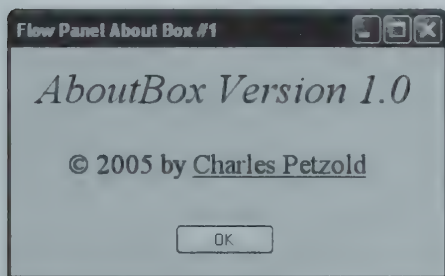 Flow Panel About Box #1
AboutBox Version 1.0
© 2005 by Charles Petzold
OK